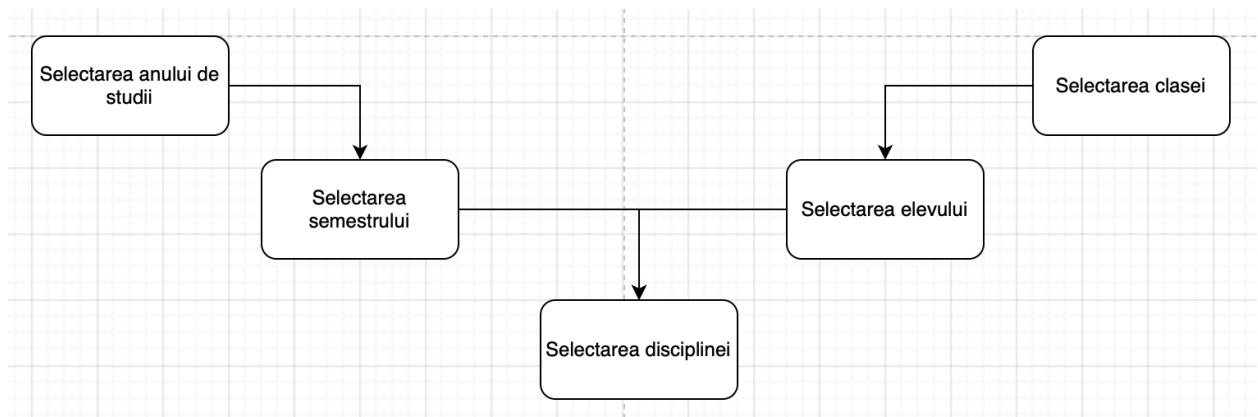 Selectarea anului de
studii
Selectarea clasei
Selectarea
semestrului
Selectarea elevului
Selectarea disciplinei